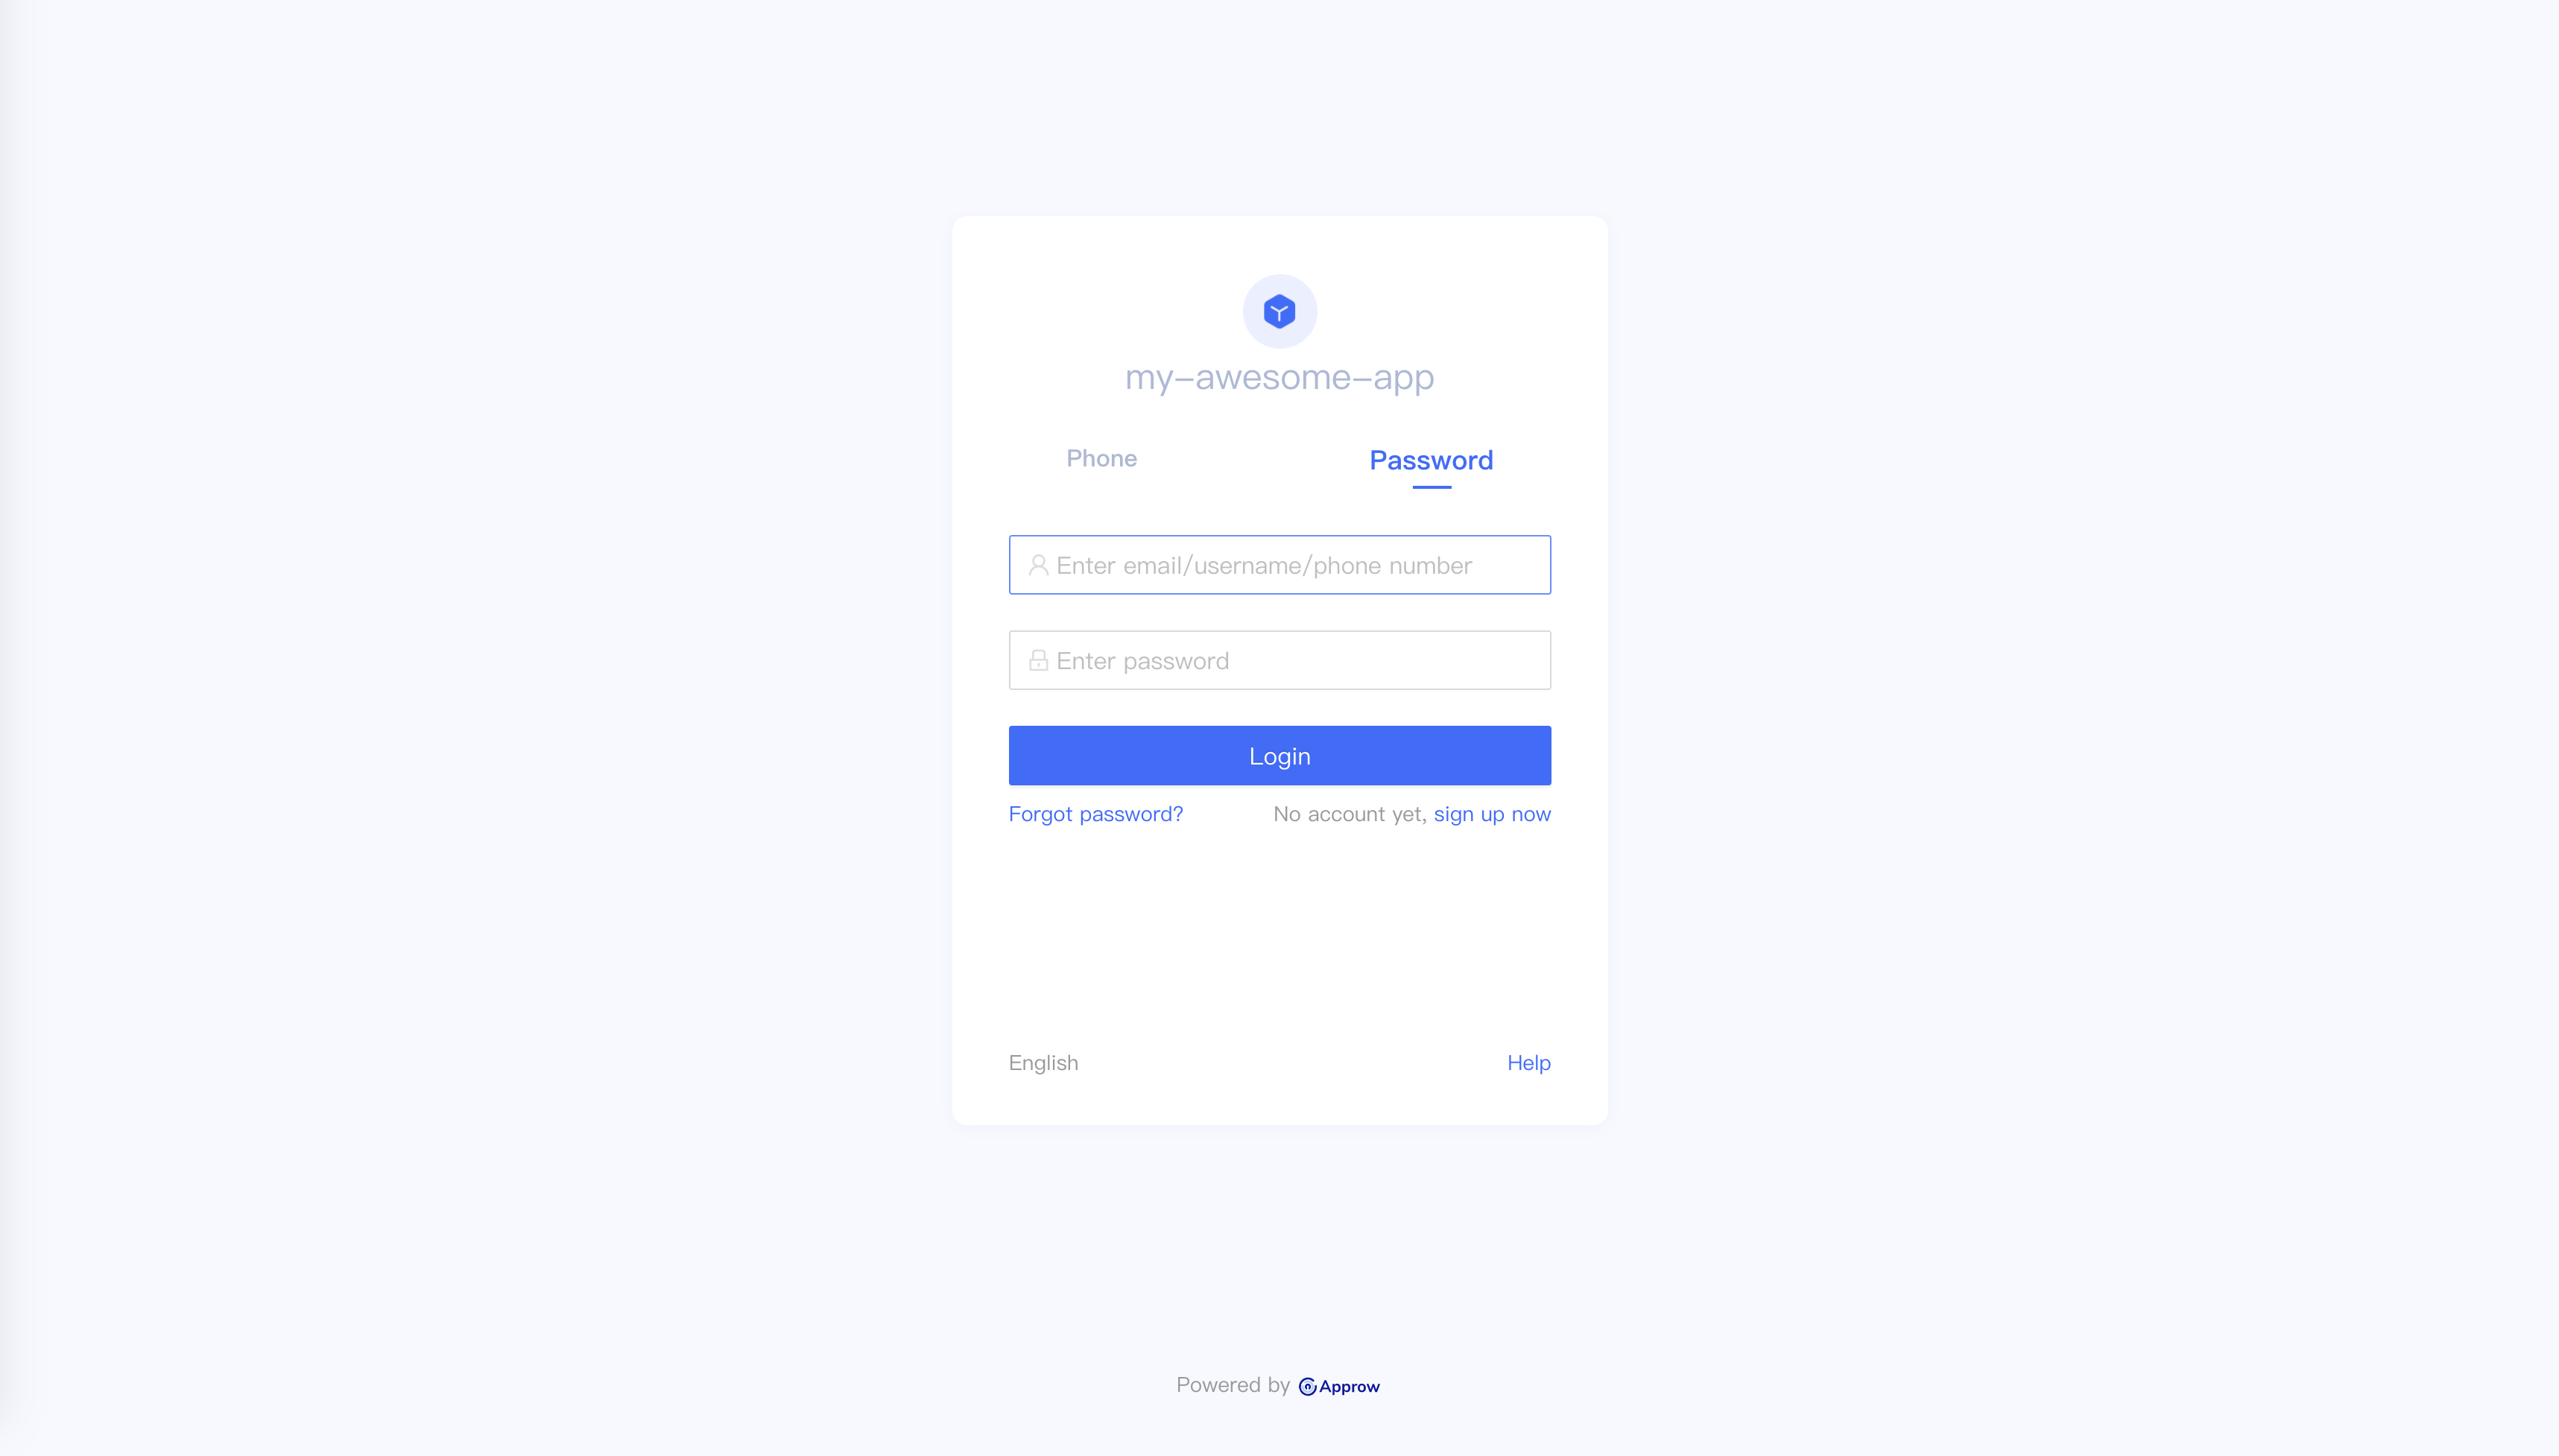 my-awesome-app
Phone Password
Enter email/username/phone number
Enter password
Login
Forgot password? No account yet, sign up now
English Help
Powered by Approw